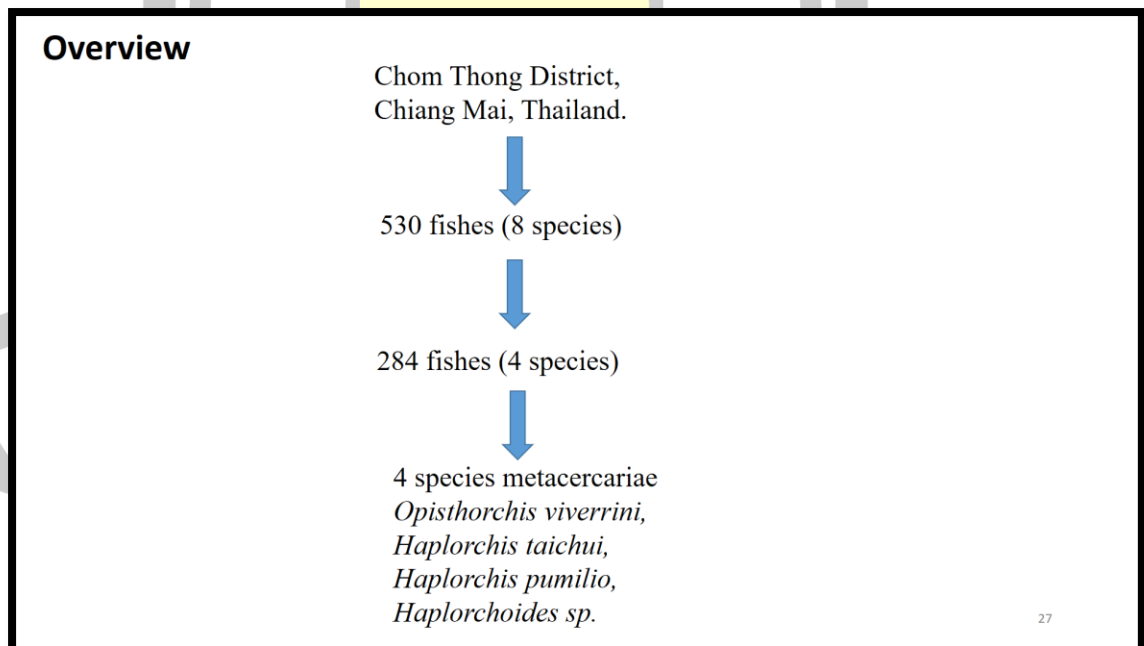 Overview
Chom Thong District,
Chiang Mai, Thailand.
530 fishes (8 species)
284 fishes (4 species)
4 species metacercariae
Opisthorchis viverrini,
Haplorchis taichui,
Haplorchis pumilio,
Haplorchoides sp.
27